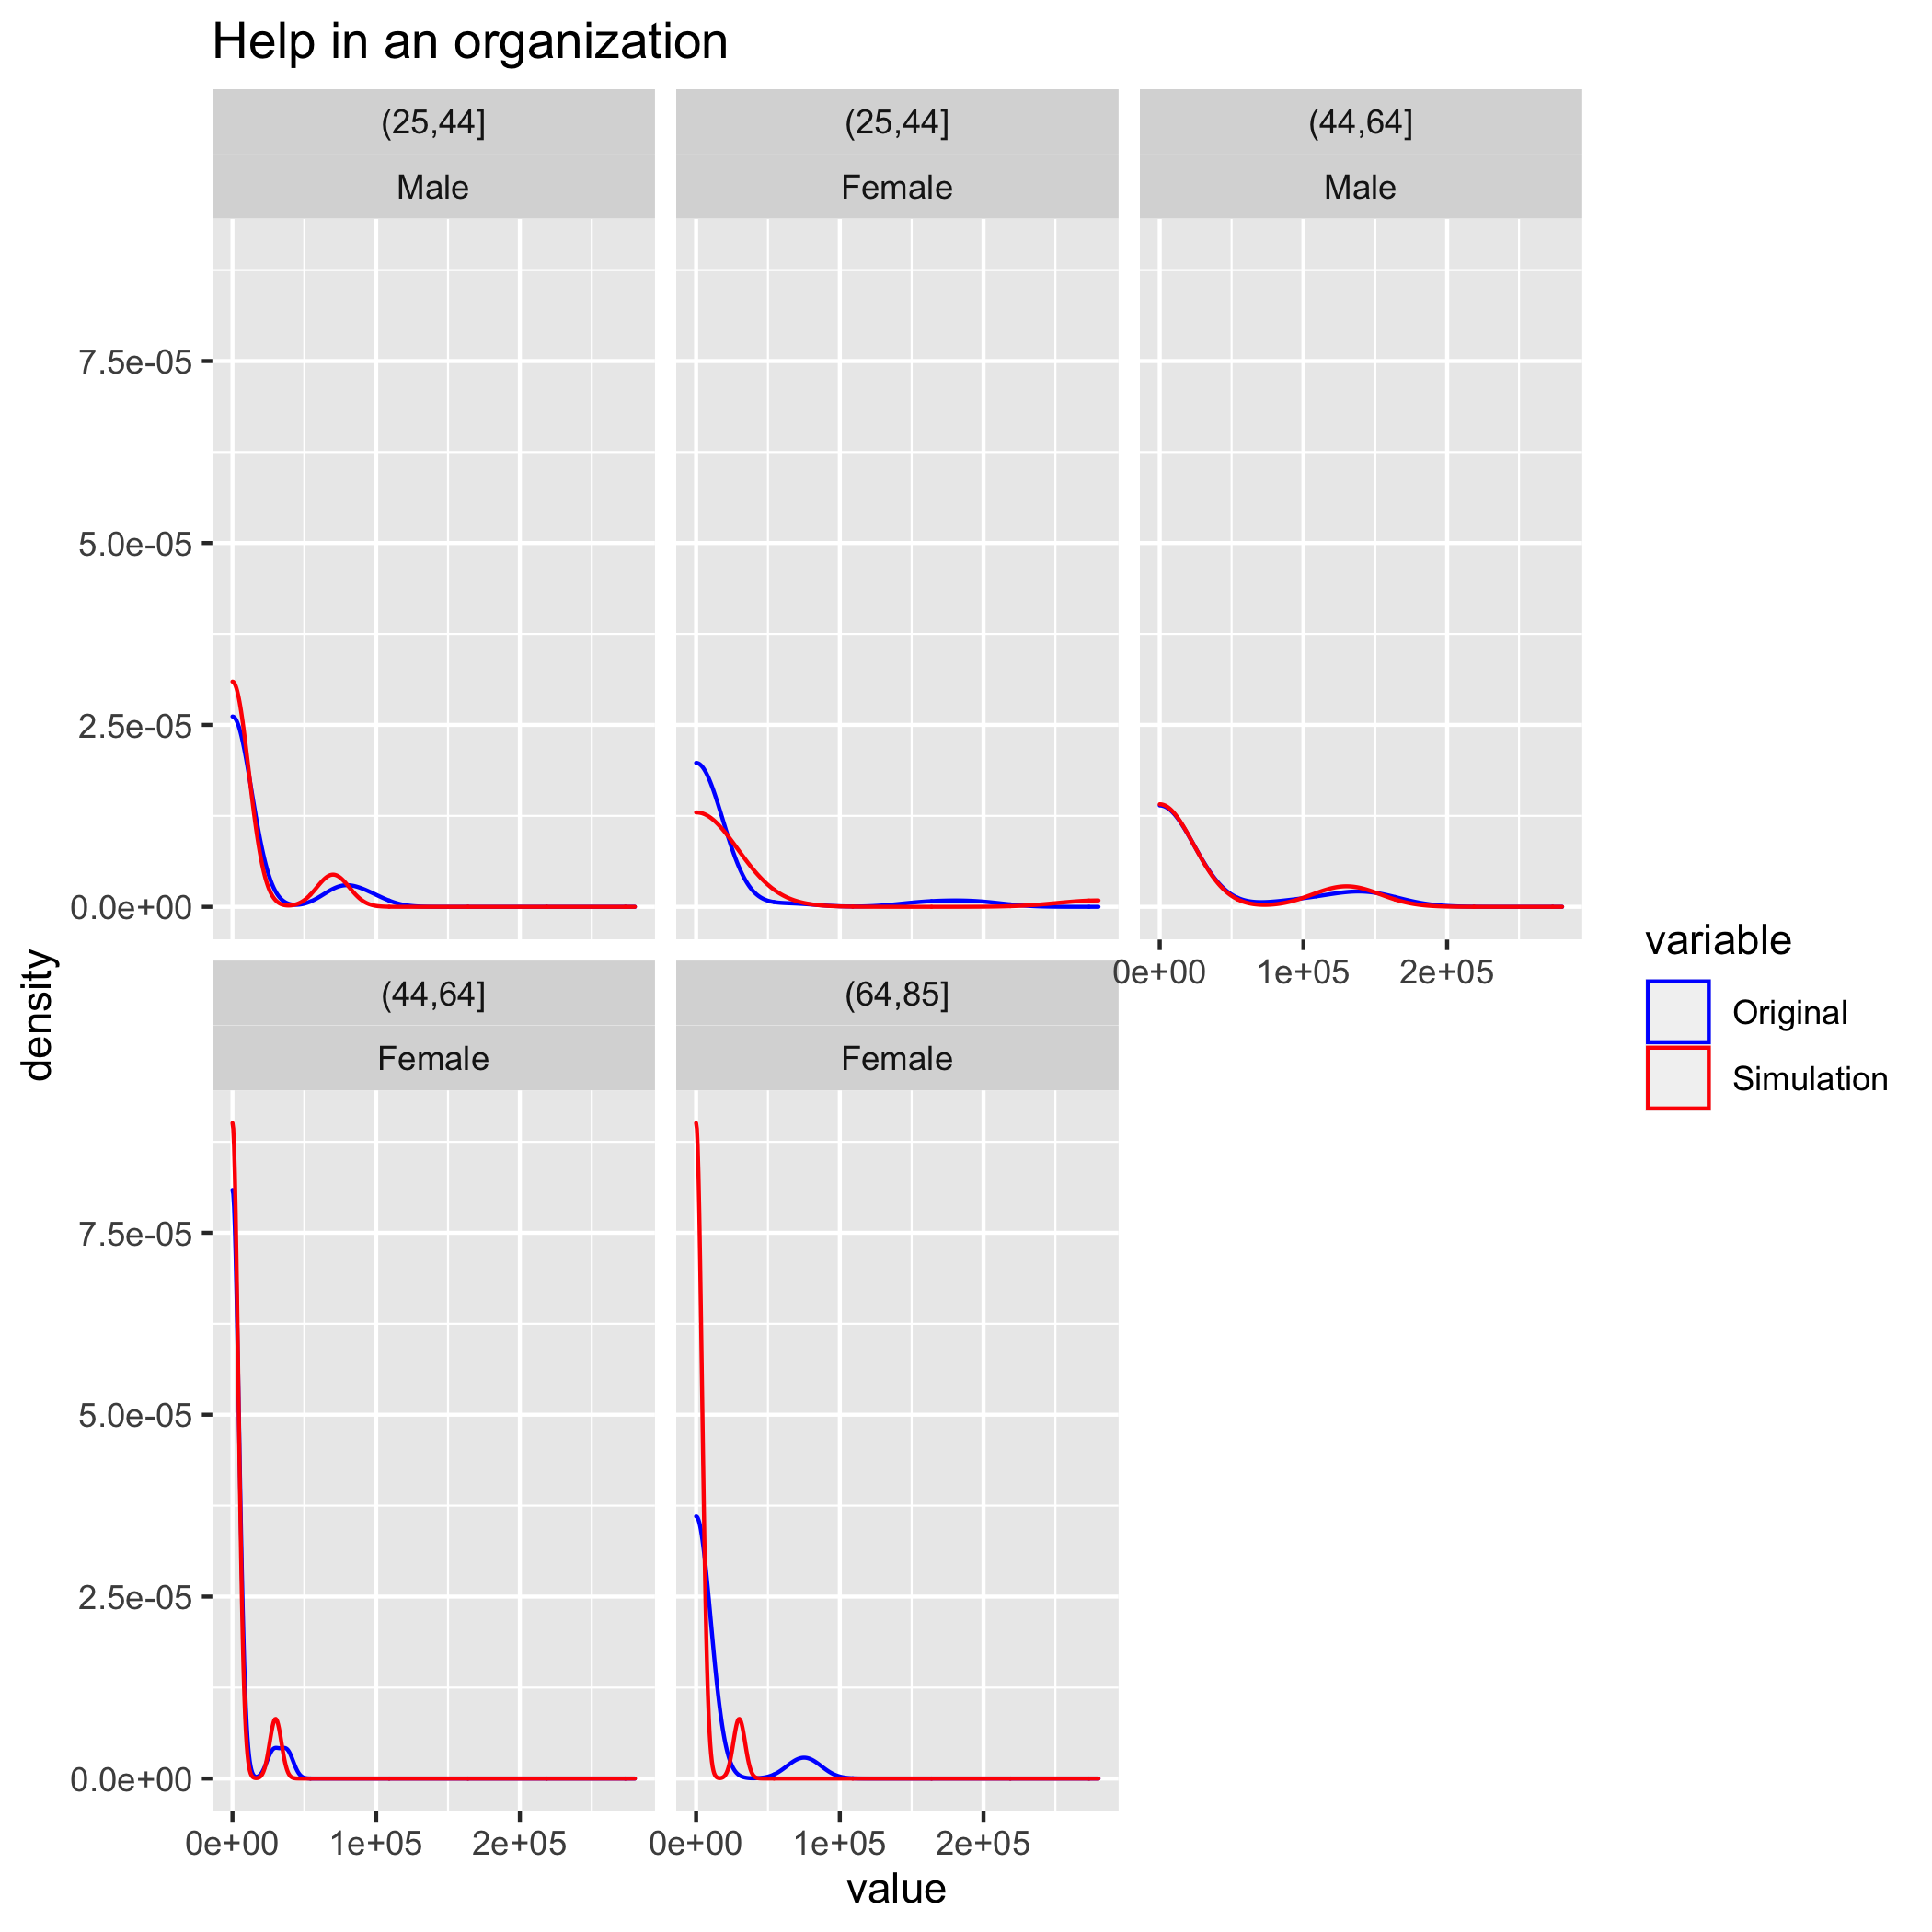 Help in an organization
(25,44]
Male
(25,44]
Female
(44,64]
Male
7.5e-05
5.0e-05
2.5e-05
0.0e+00
0e+00 1e+05 2e+05
(44,64]
Female
(64,85]
Female
7.5e-05
5.0e-05
2.5e-05
0.0e+00
0e+00 1e+05 2e+05
0e+00 1e+05 2e+05
value
density
variable
Original
Simulation